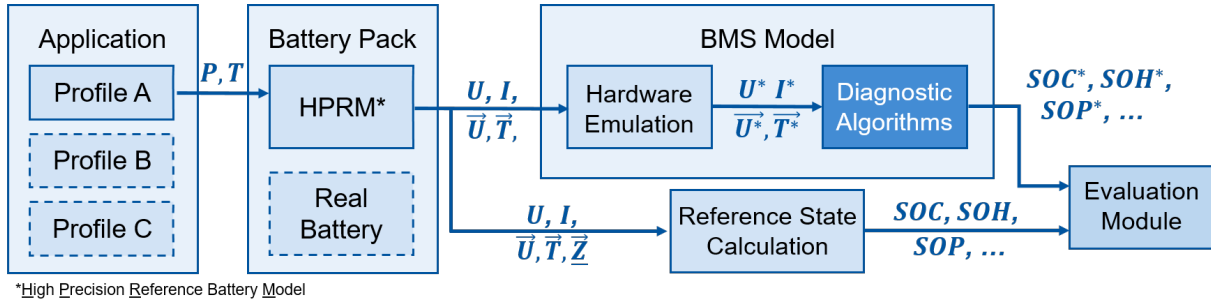 Application
Profile A
Profile B
Profile C
P, T
Battery Pack
HPRM*
Real
Battery
U, I,
U⃗, T⃗,
U, I,
U⃗, T⃗, Z⃗
BMS Model
Hardware
Emulation
U* I*
U*⃗, T*⃗
Diagnostic
Algorithms
SOC*, SOH*,
SOP*, ...
Reference State
Calculation
SOC, SOH,
SOP, ...
Evaluation
Module
*High Precision Reference Battery Model